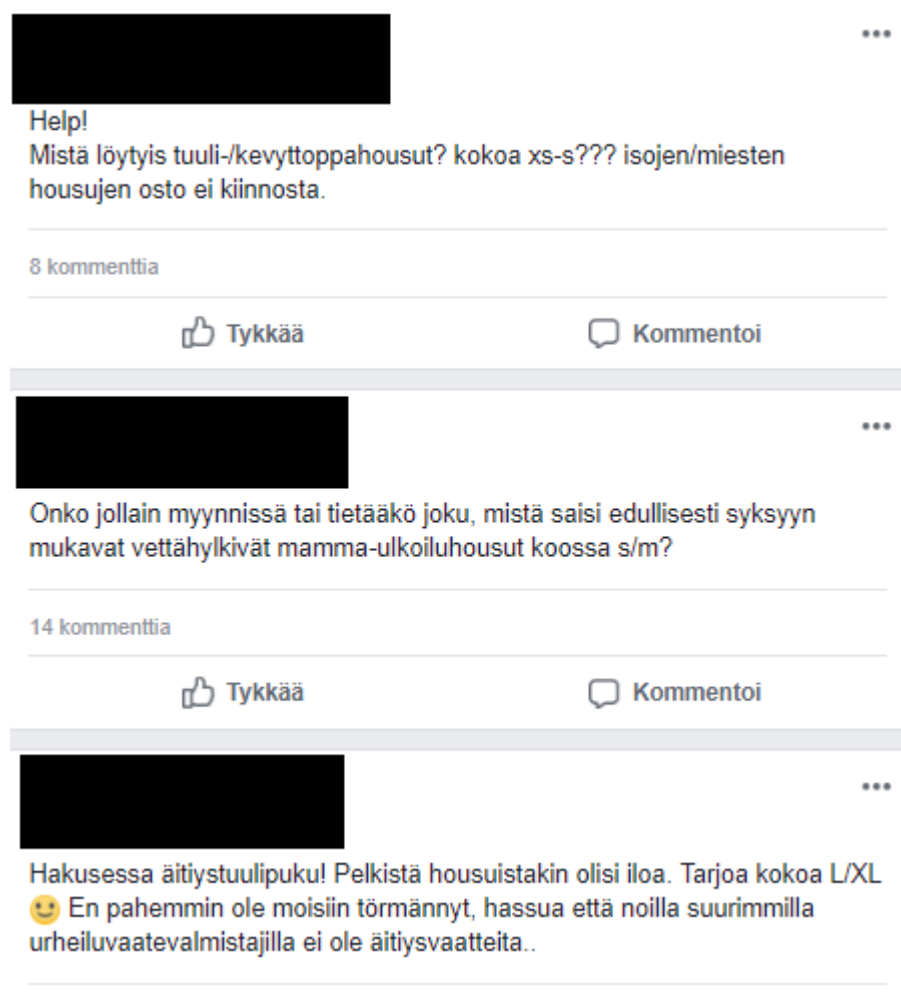 Help!
Mistä löytyis tuuli-/kevyttoppahousut? kokoa xs-s??? isojen/miesten
housujen osto ei kiinnosta.
8 kommenttia
Tykkää Kommentoi
Onko jollain myynnissä tai tietääkö joku, mistä saisi edullisesti syksyyn
mukavat vettähylkivät mamma-ulkoiluhousut koossa s/m?
14 kommenttia
Tykkää Kommentoi
Hakusessa äitiystuulipuku! Pelkistä housuistakin olisi iloa. Tarjoa kokoa L/XL
🙂 En pahemmin ole moisiin törmännyt, hassua että noilla suurimmilla
urheiluvaatevalmistajilla ei ole äitiysvaatteita..